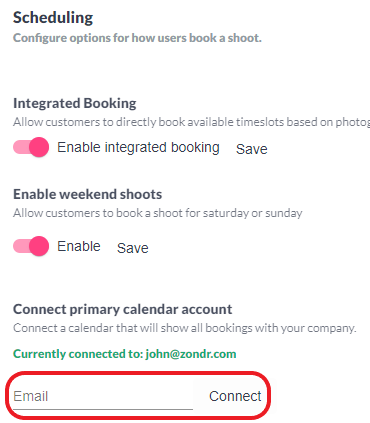 Scheduling
Configure options for how users book a shoot.
Integrated Booking
Allow customers to directly book available timeslots based on
Enable integrated booking Save
Enable weekend shoots
Allow customers to book a shoot for saturday or sunday
Enable Save
Connect primary calendar account
Connect a calendar that will show all bookings with your company.
Currently connected to: john@zondr.com
Email Connect